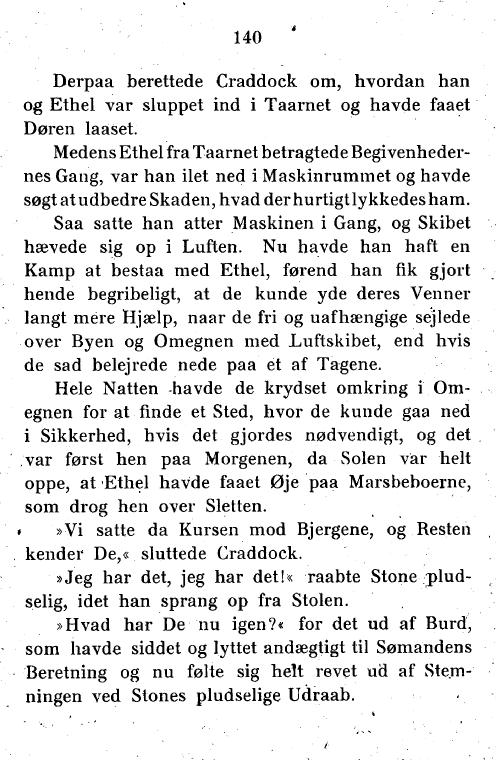 140
Derpaa berettede Craddock om, hvordan han
og Ethel var sluppet ind i Taarnet og havde faaet
Døren laaset.
Medens Ethel fra Taarnet betragtede Begivenheder-
nes Gang, var han ilet ned i Maskinrummet og havde
søgt at udbedre Skaden, hvad der hurtigt lykkedes ham.
Saa satte han atter Maskinen i Gang, og Skibet
hævede sig op i Luften. Nu havde han haft en
Kamp at bestaa med Ethel, førend han fik gjort
hende begribeligt, at de kunde yde deres Venner
langt mere Hjælp, naar de fri og uafhængige sejlede
over Byen og Omegnen med Luftskibet, end hvis
de sad belejrede nede paa et af Tagene.
Hele Natten havde de krydset omkring i Om-
egnen for at finde et Sted, hvor de kunde gaa ned
i Sikkerhed, hvis det gjordes nødvendigt, og det
var først hen paa Morgenen, da Solen var helt
oppe, at Ethel havde faaet Øje paa Marsbeboerne,
som drog hen over Sletten.
»Vi satte da Kursen mod Bjergene, og Resten
kender De,« sluttede Craddock.
»Jeg har det, jeg har det!« raabte Stone plud-
selig, idet han sprang op fra Stolen.
»Hvad har De nu igen?« for det ud af Burd,
som havde siddet og lyttet andægtigt til Sømandens
Beretning og nu følte sig helt revet ud af Stem-
ningen ved Stones pludselige Udraab.